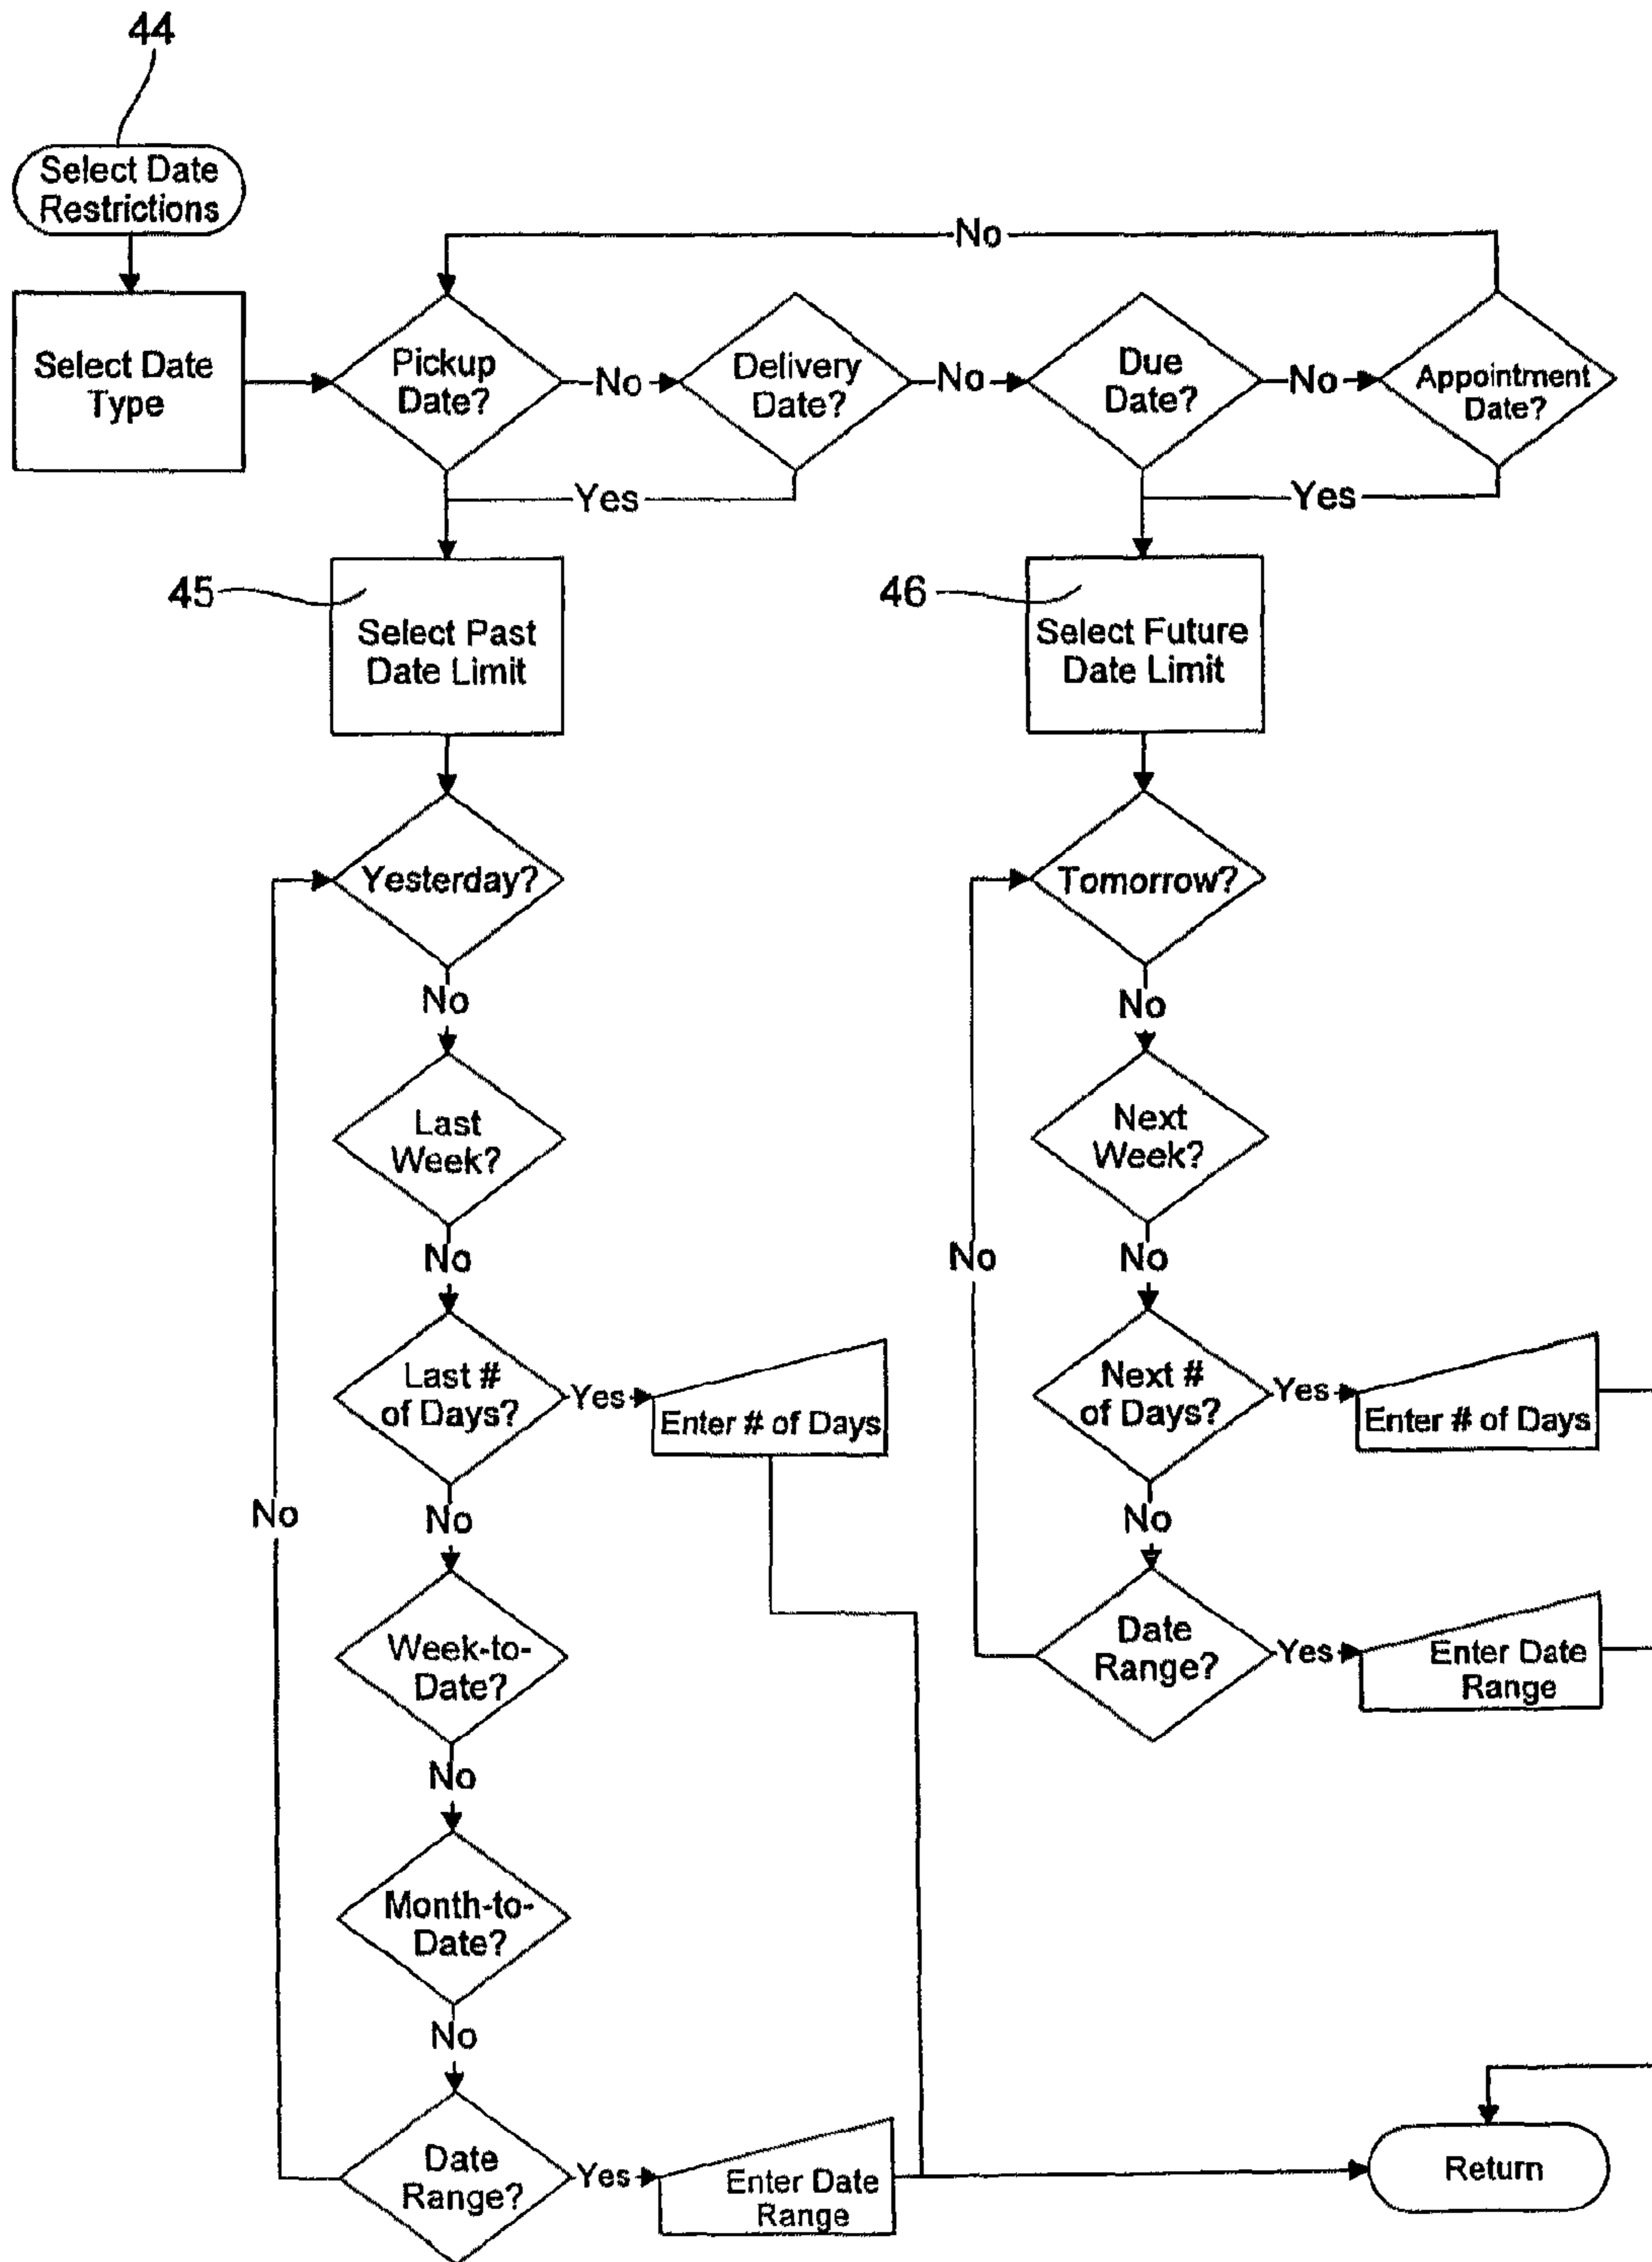 44
Select Date
Restrictions
No
Select Date
Type
Pickup
Date?
No
Delivery
Date?
No
Due
Date?
No
Appointment
Date?
Yes
Yes
45
Select Past
Date Limit
46
Select Future
Date Limit
Yesterday?
Tomorrow?
No
No
Last
Week?
Next
Week?
No
No
No
Last #
of Days?
Yes
Enter # of Days
Next #
of Days?
Yes
Enter # of Days
No
No
No
Week-to-
Date?
Date
Range?
Yes
Enter Date
Range
No
Month-to-
Date?
No
Date
Range?
Yes
Enter Date
Range
Return